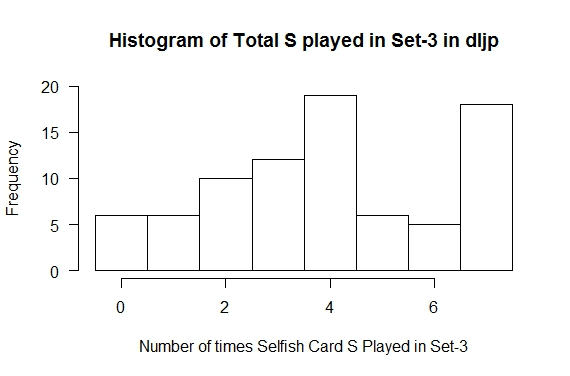 Histogram of Total S played in Set-3 in dljp
Frequency
20
15
10
5
0
0 2 4 6
Number of times Selfish Card S Played in Set-3